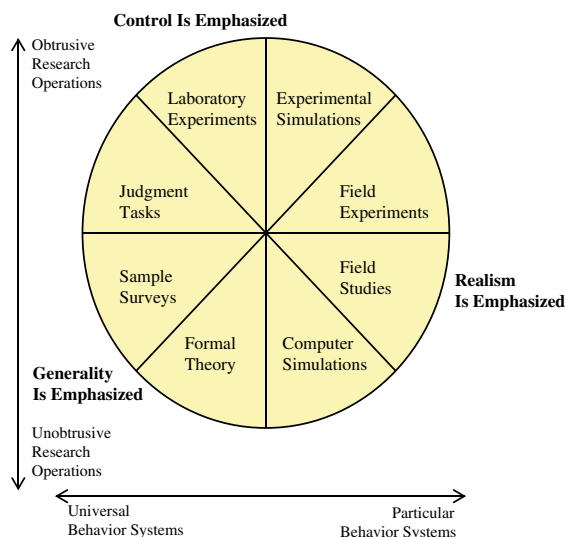 Control Is Emphasized
Obtrusive
Research
Operations
Laboratory
Experiments
Experimental
Simulations
Judgment
Tasks
Field
Experiments
Sample
Surveys
Field
Studies
Realism
Is Emphasized
Formal
Theory
Computer
Simulations
Generality
Is Emphasized
Unobtrusive
Research
Operations
Universal
Behavior Systems
Particular
Behavior Systems